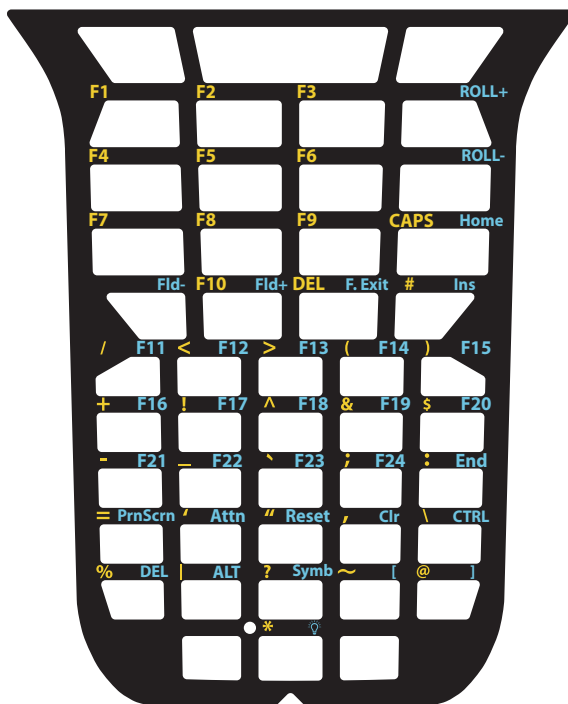 F1 F2 F3 ROLL+
F4 F5 F6 ROLL-
F7 F8 F9 CAPS Home
Fld- F10 Fld+ DEL F. Exit # Ins
/ F11 < F12 > F13 ( F14 ) F15
+ F16 ! F17 ^ F18 & F19 $ F20
- F21 _ F22 ` F23 ; F24 : End
= PrnScrn ‘ Attn “ Reset , Clr \ CTRL
% DEL | ALT ? Symb ~ [ @ ]
*